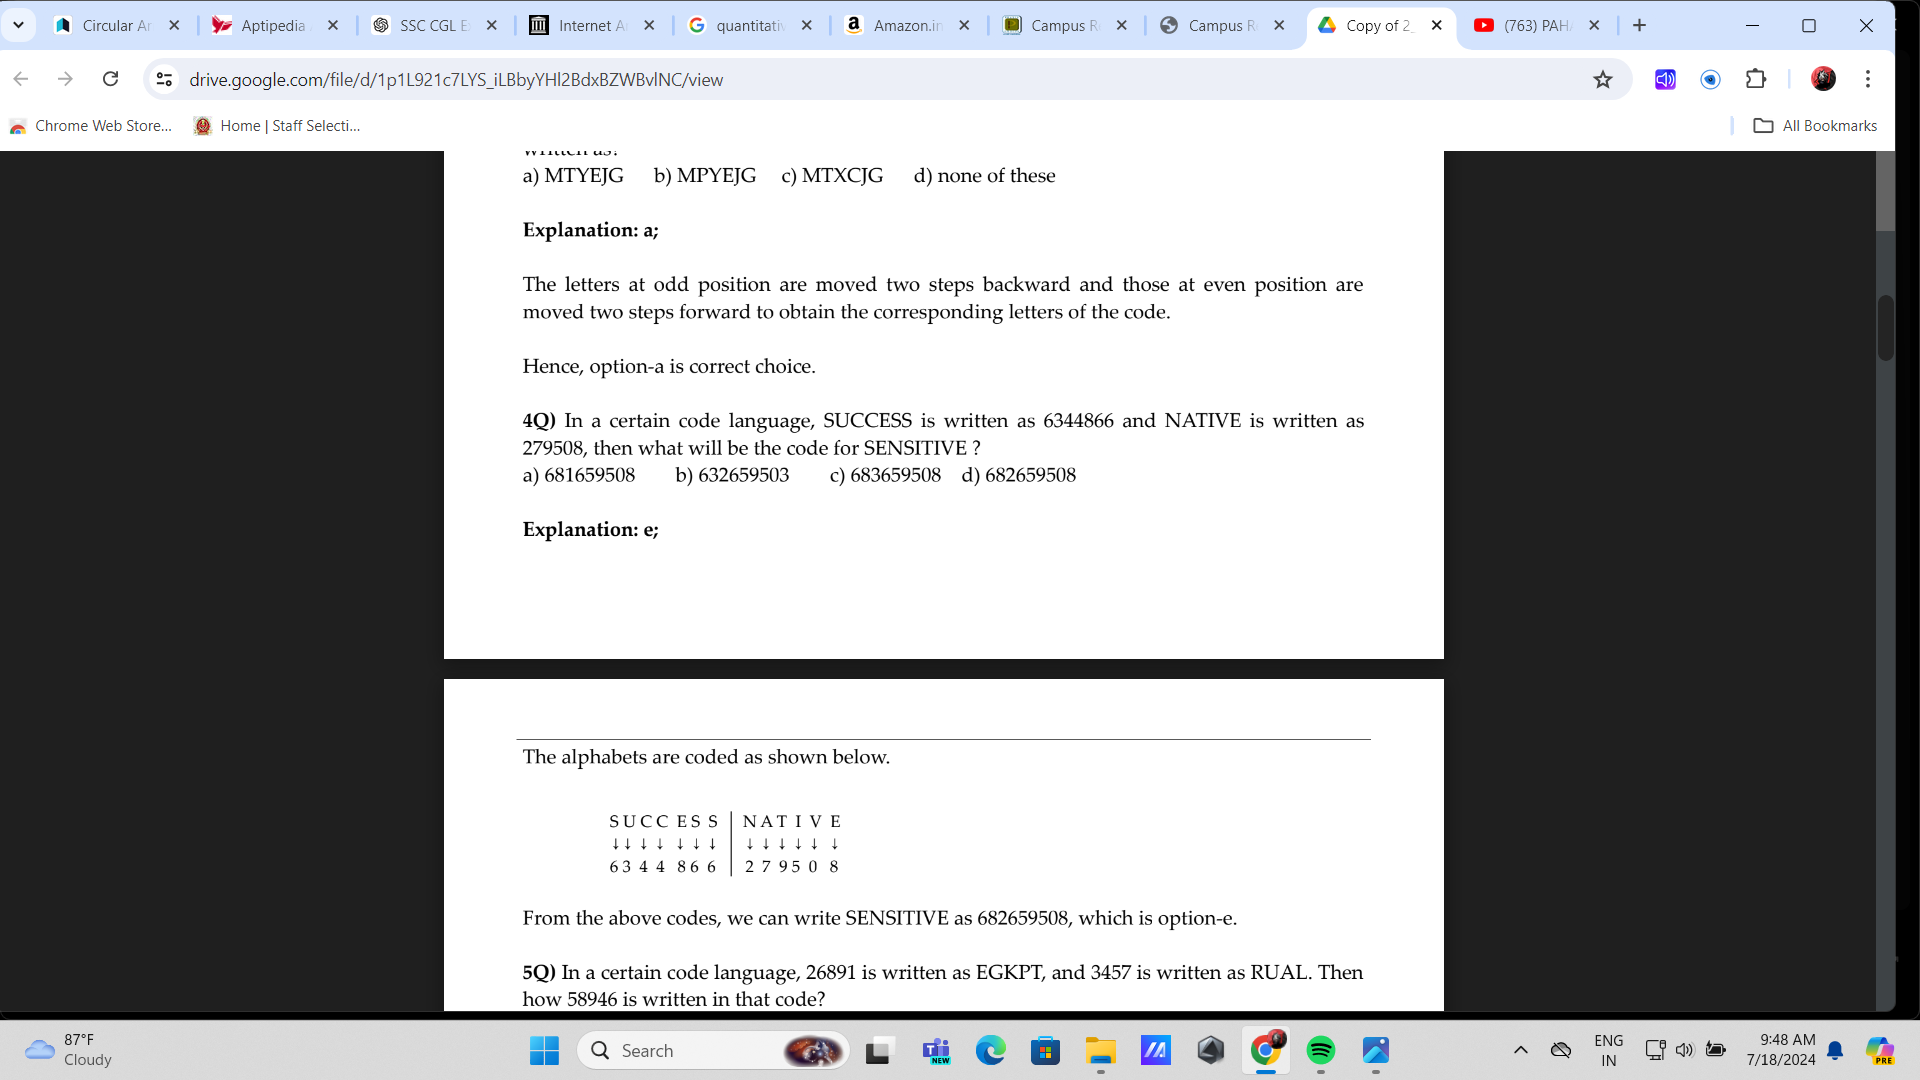 Circular Ar
Aptipedia
SSC CGL E
Internet A
quantitativ
Amazon.in
Campus R
Campus R
Copy of 2_
(763) PAH
drive.google.com/file/d/1p1L921c7LYS_iLBbyYHl2BdxBZWBvlNC/view
Chrome Web Store...
Home | Staff Selecti...
All Bookmarks
written as?
a) MTYEJG b) MPYEJG c) MTXCJG d) none of these
Explanation: a;
The letters at odd position are moved two steps backward and those at even position are
moved two steps forward to obtain the corresponding letters of the code.
Hence, option-a is correct choice.
4Q) In a certain code language, SUCCESS is written as 6344866 and NATIVE is written as
279508, then what will be the code for SENSITIVE ?
a) 681659508 b) 632659503 c) 683659508 d) 682659508
Explanation: e;
The alphabets are coded as shown below.
S U C C E S S | N A T I V E
↓ ↓ ↓ ↓ ↓ ↓ ↓ | ↓ ↓ ↓ ↓ ↓ ↓
6 3 4 4 8 6 6 | 2 7 9 5 0 8
From the above codes, we can write SENSITIVE as 682659508, which is option-e.
5Q) In a certain code language, 26891 is written as EGKPT, and 3457 is written as RUAL. Then
how 58946 is written in that code?
87°F
Cloudy
Search
NEW
ENG
IN
9:48 AM
7/18/2024
PRE